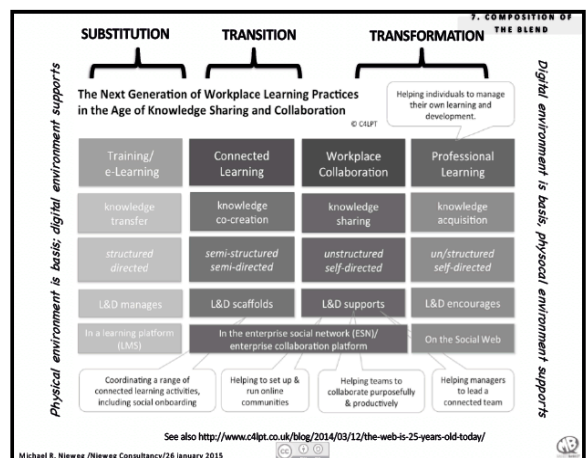 7. COMPOSITION OF
THE BLEND
SUBSTITUTION
TRANSITION
TRANSFORMATION
Physical environment is basis; digital environment supports
Digital environment is basis, physocal environment supports
The Next Generation of Workplace Learning Practices
in the Age of Knowledge Sharing and Collaboration
© C4LPT
Helping individuals to manage
their own learning and
development.
Training/
e-Learning
Connected
Learning
Workplace
Collaboration
Professional
Learning
knowledge
transfer
knowledge
co-creation
knowledge
sharing
knowledge
acquisition
structured
directed
semi-structured
semi-directed
unstructured
self-directed
un/structured
self-directed
L&D manages
L&D scaffolds
L&D supports
L&D encourages
In a learning platform
(LMS)
In the enterprise social network (ESN)/
enterprise collaboration platform
On the Social Web
Coordinating a range of
connected learning activities,
including social onboarding
Helping to set up &
run online
communities
Helping teams to
collaborate purposefully
& productively
Helping managers
to lead a
connected team
See also http://www.c4lpt.co.uk/blog/2014/03/12/the-web-is-25-years-old-today/
Michael R. Nieweg /Nieweg Consultancy/26 january 2015